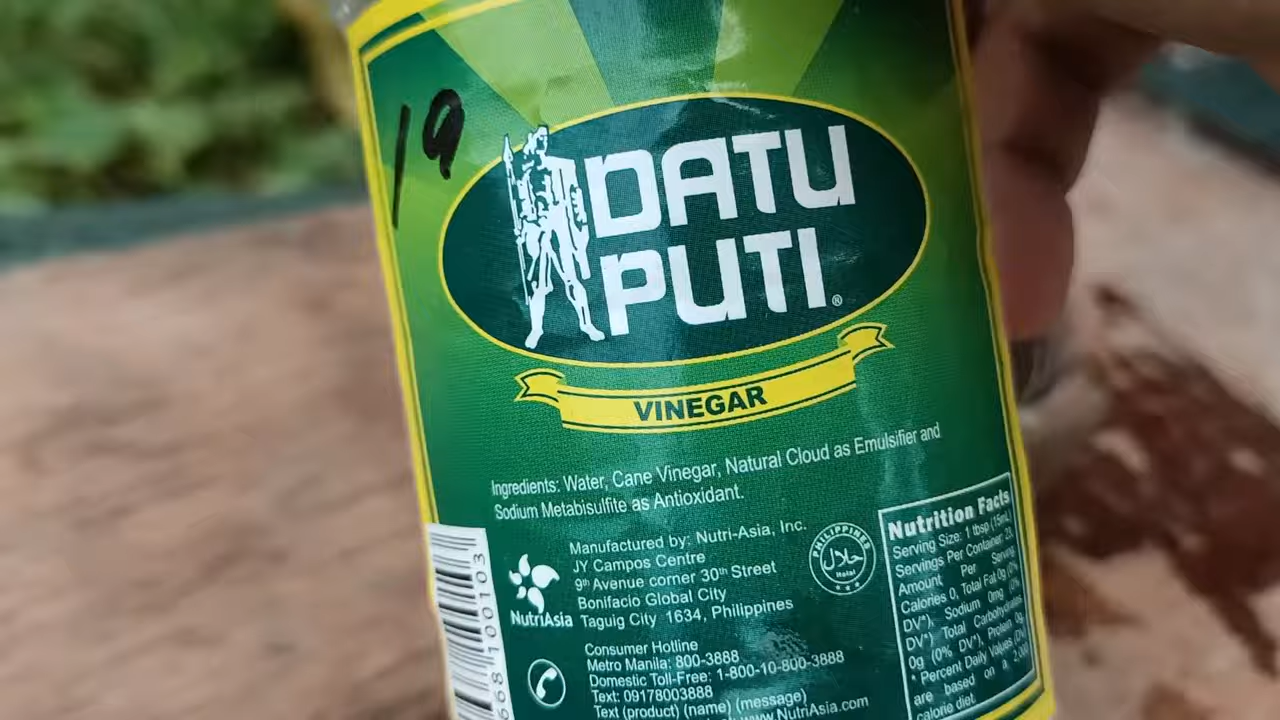 19
DATU
PUTI®
VINEGAR
Ingredients: Water, Cane Vinegar, Natural Cloud as Emulsifier and
Sodium Metabisulfite as Antioxidant.
Manufactured by: Nutri-Asia, Inc.
JY Campos Centre
9th Avenue corner 30th Street
Bonifacio Global City
Taguig City 1634, Philippines
NutriAsia
PHILIPPINES
حلال
Halal
Consumer Hotline
Metro Manila: 800-3888
Domestic Toll-Free: 1-800-10-800-3888
Text: 09178003888
Text (product) (name) (message)
www.NutriAsia.com
668 100103
Nutrition Facts
Serving Size: 1 tbsp (15mL)
Servings Per Container: 23
Amount Per Serving
Calories 0, Total Fat 0g (0%
DV*), Sodium 0mg (0%
DV*) Total Carbohydrates
0g (0% DV*), Protein 0g
* Percent Daily Values (DV)
are based on a 2,000
calorie diet